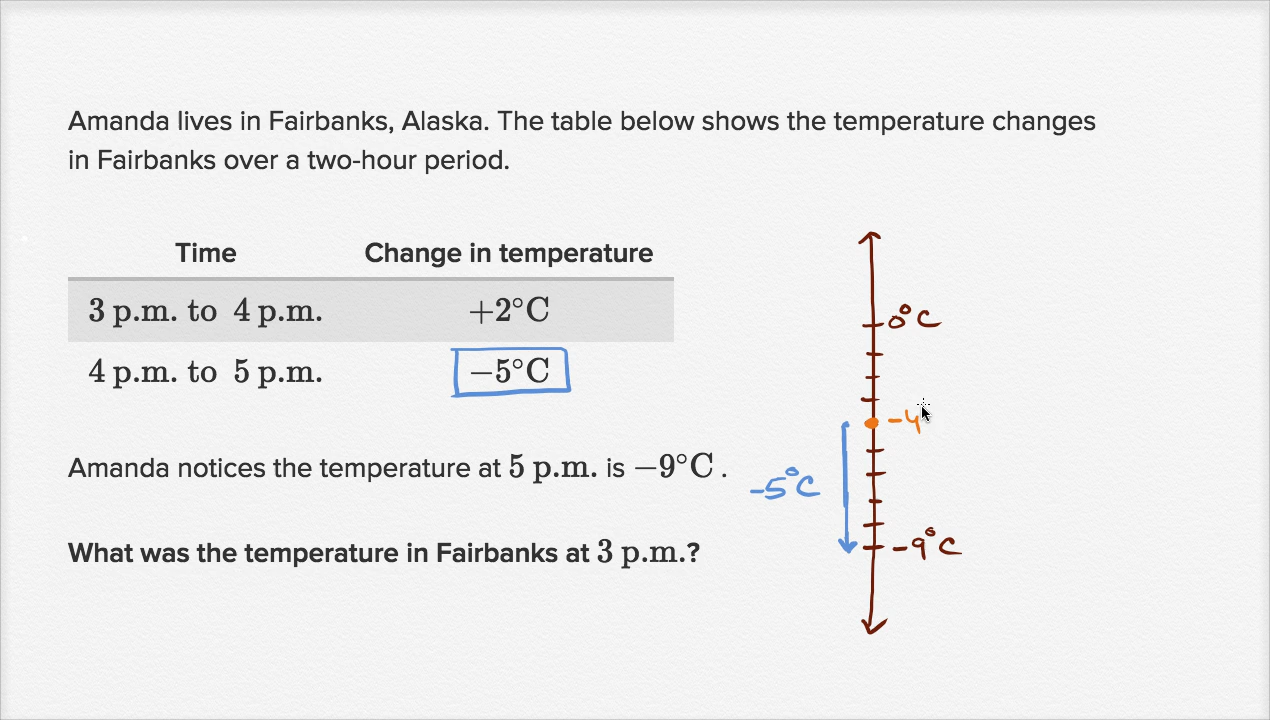 Amanda lives in Fairbanks, Alaska. The table below shows the temperature changes
in Fairbanks over a two-hour period.
Time Change in temperature
3 p.m. to 4 p.m. +2°C
4 p.m. to 5 p.m. −5°C
Amanda notices the temperature at 5 p.m. is −9°C .
What was the temperature in Fairbanks at 3 p.m.?
0°C
-4
-5°C
-9°C